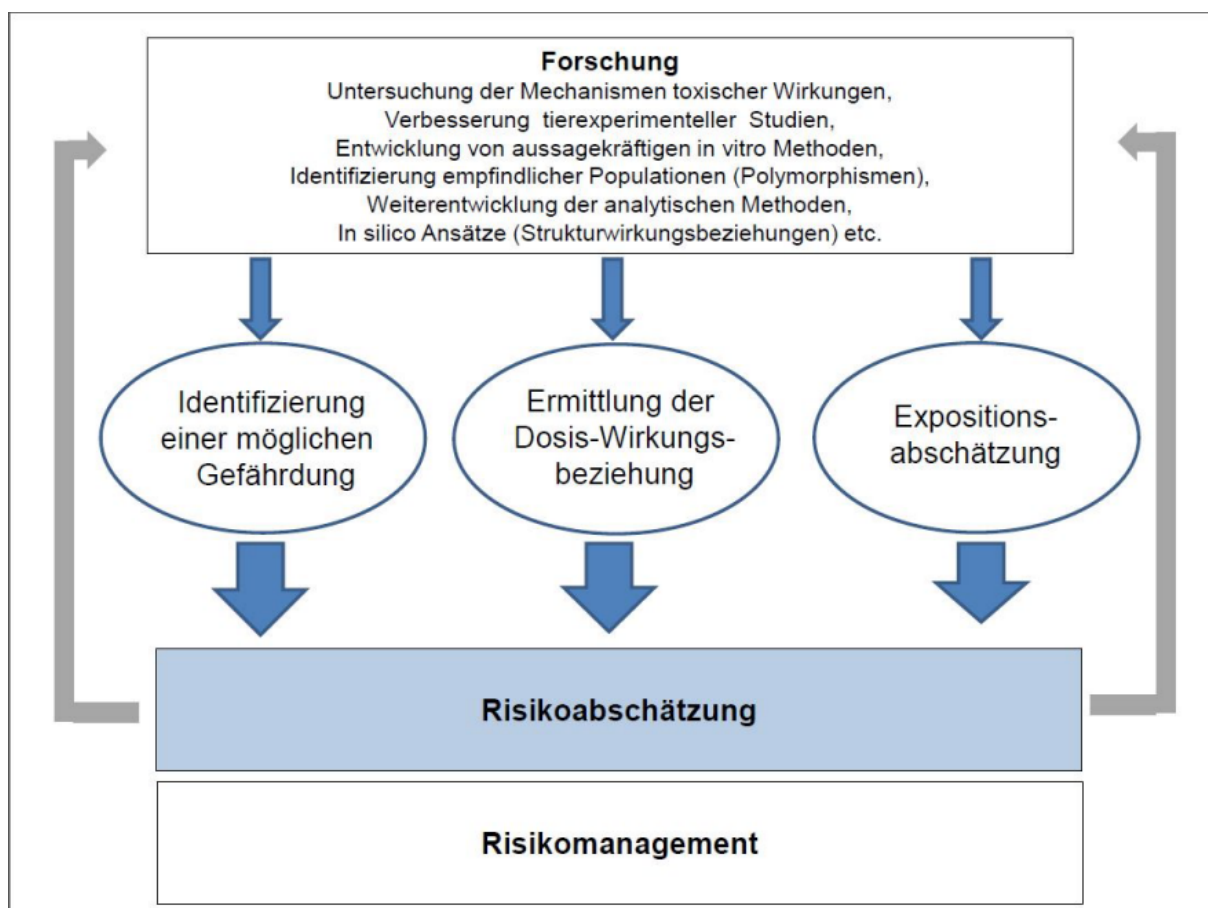 Forschung
Untersuchung der Mechanismen toxischer Wirkungen,
Verbesserung tierexperimenteller Studien,
Entwicklung von aussagekräftigen in vitro Methoden,
Identifizierung empfindlicher Populationen (Polymorphismen),
Weiterentwicklung der analytischen Methoden,
In silico Ansätze (Strukturwirkungsbeziehungen) etc.
Identifizierung
einer möglichen
Gefährdung
Ermittlung der
Dosis-Wirkungs-
beziehung
Expositions-
abschätzung
Risikoabschätzung
Risikomanagement